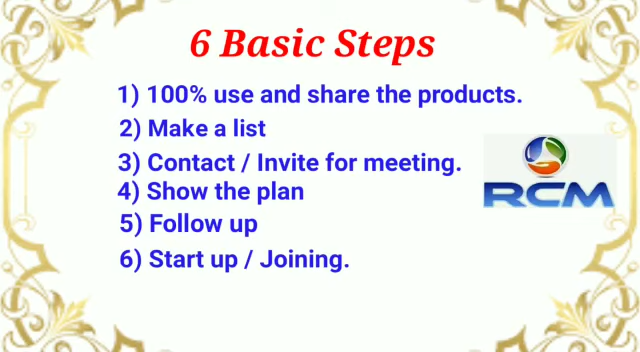 6 Basic Steps
1) 100% use and share the products.
2) Make a list
3) Contact / Invite for meeting.
4) Show the plan
5) Follow up
6) Start up / Joining.
RCM